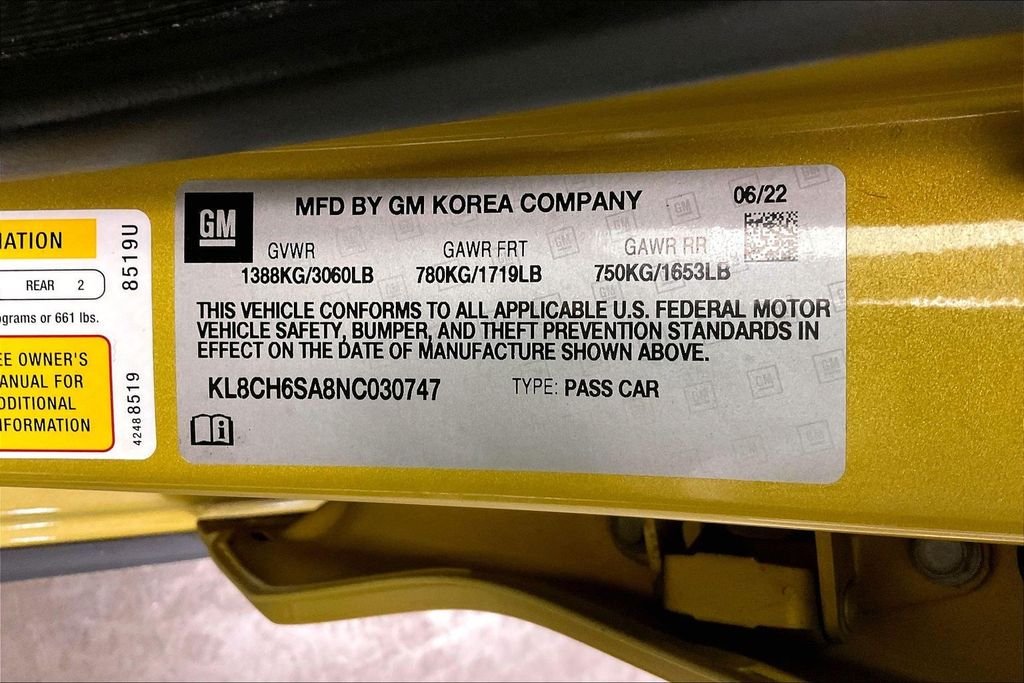 MATION
REAR 2
ograms or 661 lbs.
EE OWNER'S
ANUAL FOR
DDITIONAL
NFORMATION
8519U
42488519
GM
MFD BY GM KOREA COMPANY
06/22
GVWR GAWR FRT GAWR RR
1388KG/3060LB 780KG/1719LB 750KG/1653LB
THIS VEHICLE CONFORMS TO ALL APPLICABLE U.S. FEDERAL MOTOR
VEHICLE SAFETY, BUMPER, AND THEFT PREVENTION STANDARDS IN
EFFECT ON THE DATE OF MANUFACTURE SHOWN ABOVE.
KL8CH6SA8NC030747 TYPE: PASS CAR